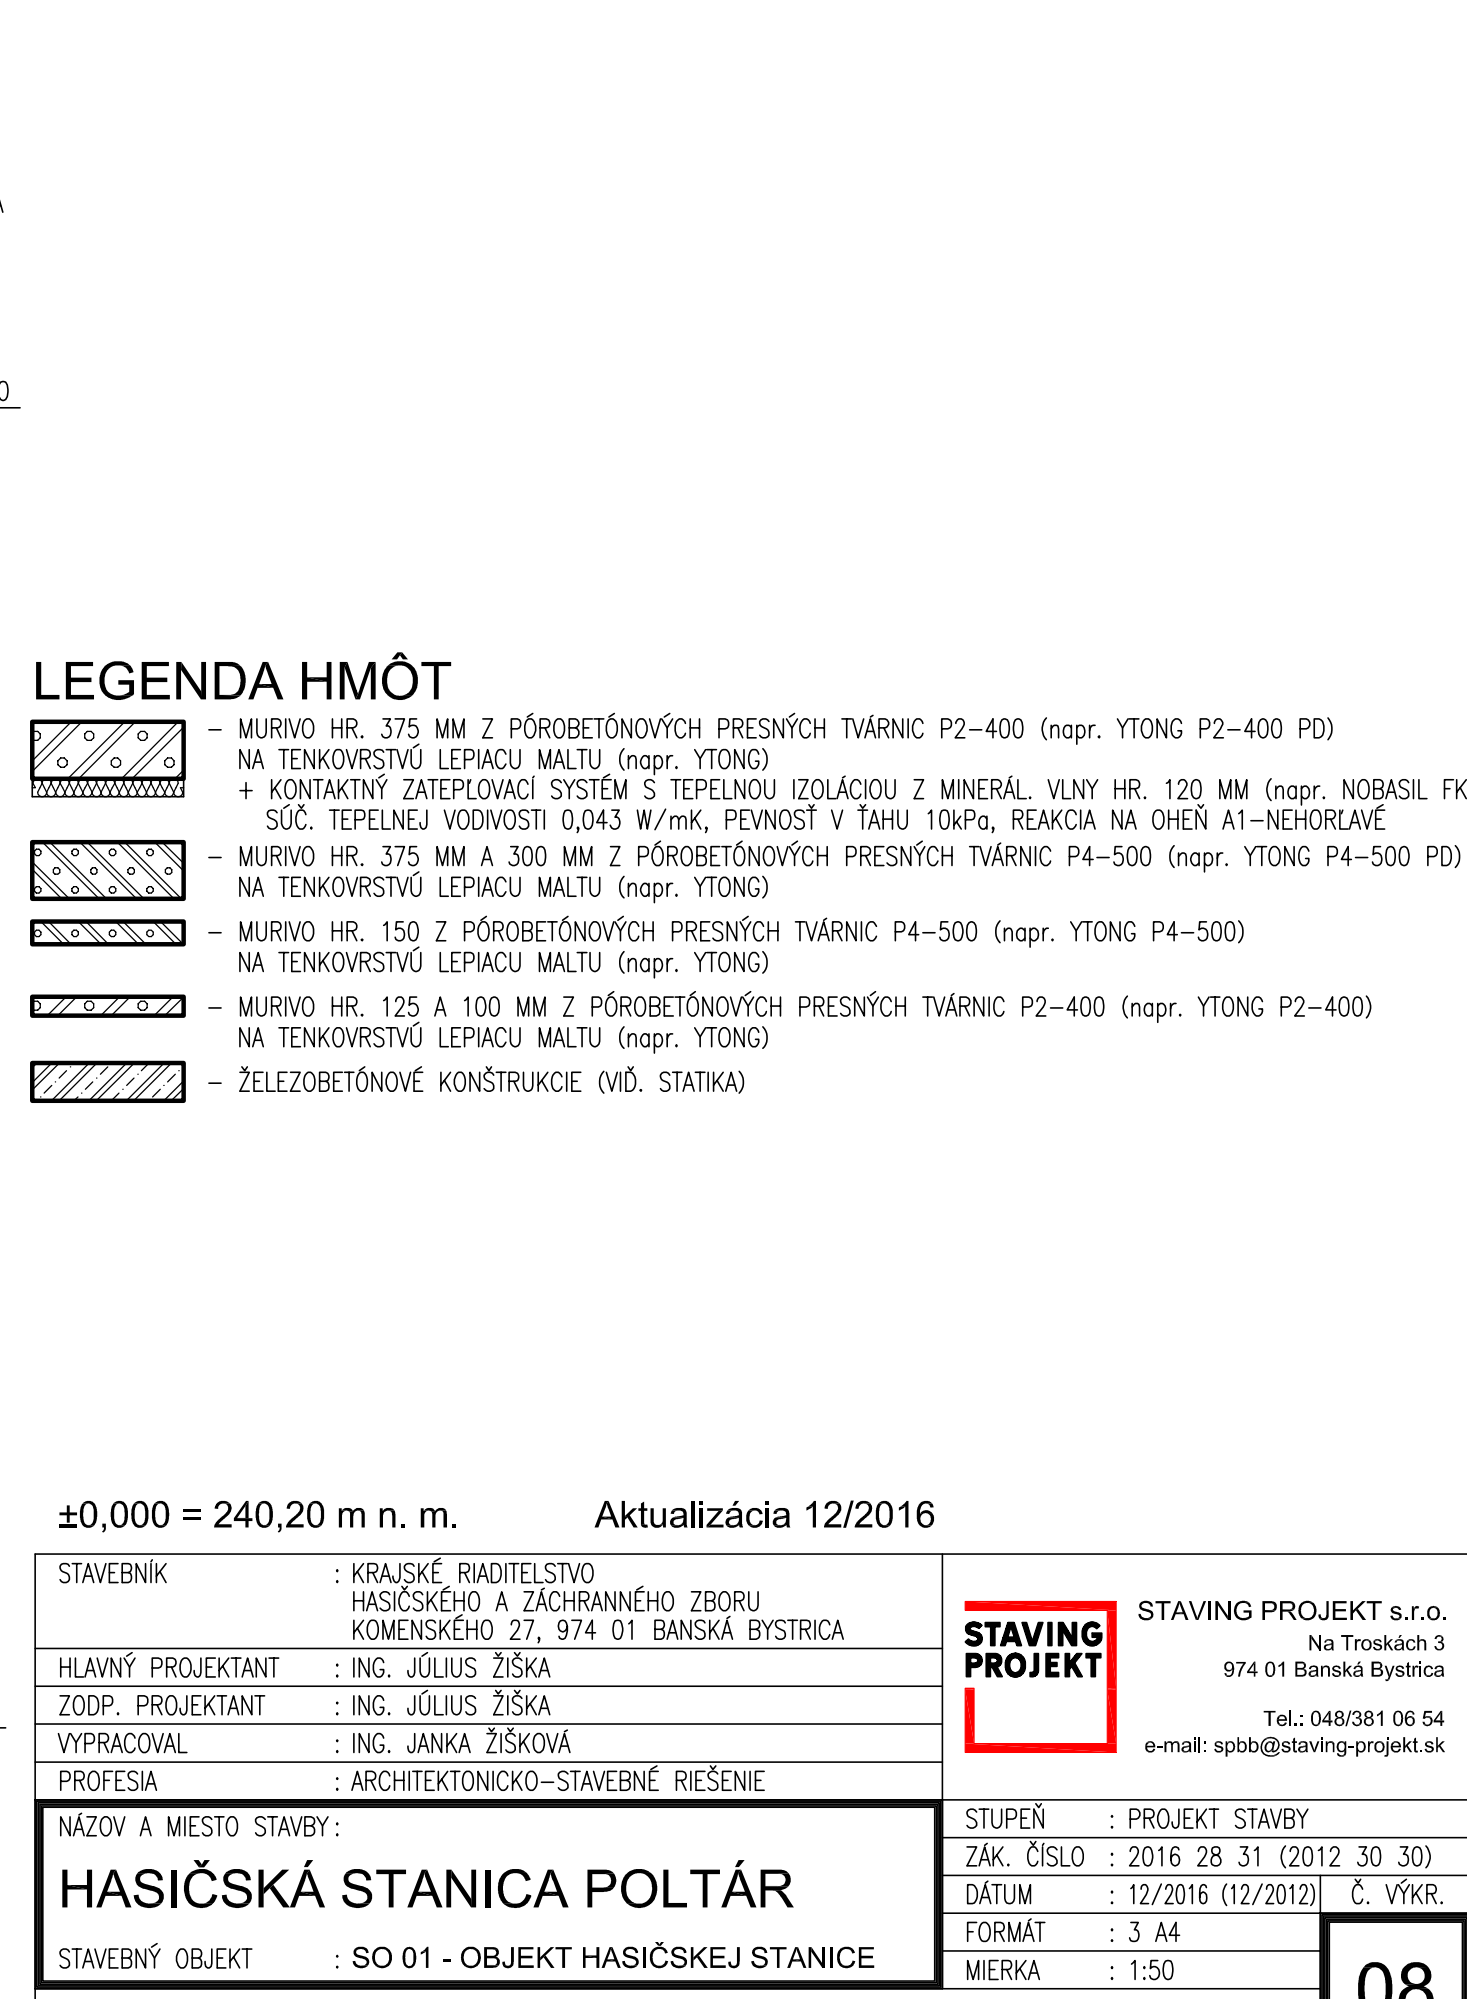 LEGENDA HMÔT
– MURIVO HR. 375 MM Z PÓROBETÓNOVÝCH PRESNÝCH TVÁRNIC P2–400 (napr. YTONG P2–400 PD)
NA TENKOVRSTVÚ LEPIACU MALTU (napr. YTONG)
+ KONTAKTNÝ ZATEPĽOVACÍ SYSTÉM S TEPELNOU IZOLÁCIOU Z MINERÁL. VLNY HR. 120 MM (napr. NOBASIL FK
SÚČ. TEPELNEJ VODIVOSTI 0,043 W/mK, PEVNOSŤ V ŤAHU 10kPa, REAKCIA NA OHEŇ A1–NEHORĽAVÉ
– MURIVO HR. 375 MM A 300 MM Z PÓROBETÓNOVÝCH PRESNÝCH TVÁRNIC P4–500 (napr. YTONG P4–500 PD)
NA TENKOVRSTVÚ LEPIACU MALTU (napr. YTONG)
– MURIVO HR. 150 Z PÓROBETÓNOVÝCH PRESNÝCH TVÁRNIC P4–500 (napr. YTONG P4–500)
NA TENKOVRSTVÚ LEPIACU MALTU (napr. YTONG)
– MURIVO HR. 125 A 100 MM Z PÓROBETÓNOVÝCH PRESNÝCH TVÁRNIC P2–400 (napr. YTONG P2–400)
NA TENKOVRSTVÚ LEPIACU MALTU (napr. YTONG)
– ŽELEZOBETÓNOVÉ KONŠTRUKCIE (VIĎ. STATIKA)
±0,000 = 240,20 m n. m. Aktualizácia 12/2016
STAVEBNÍK : KRAJSKÉ RIADITELSTVO
HASIČSKÉHO A ZÁCHRANNÉHO ZBORU
KOMENSKÉHO 27, 974 01 BANSKÁ BYSTRICA
HLAVNÝ PROJEKTANT : ING. JÚLIUS ŽIŠKA
ZODP. PROJEKTANT : ING. JÚLIUS ŽIŠKA
VYPRACOVAL : ING. JANKA ŽIŠKOVÁ
PROFESIA : ARCHITEKTONICKO–STAVEBNÉ RIEŠENIE
STAVING
PROJEKT
STAVING PROJEKT s.r.o.
Na Troskách 3
974 01 Banská Bystrica
Tel.: 048/381 06 54
e-mail: spbb@staving-projekt.sk
NÁZOV A MIESTO STAVBY:
HASIČSKÁ STANICA POLTÁR
STAVEBNÝ OBJEKT : SO 01 - OBJEKT HASIČSKEJ STANICE
STUPEŇ : PROJEKT STAVBY
ZÁK. ČÍSLO : 2016 28 31 (2012 30 30)
DÁTUM : 12/2016 (12/2012) Č. VÝKR.
FORMÁT : 3 A4
MIERKA : 1:50
08